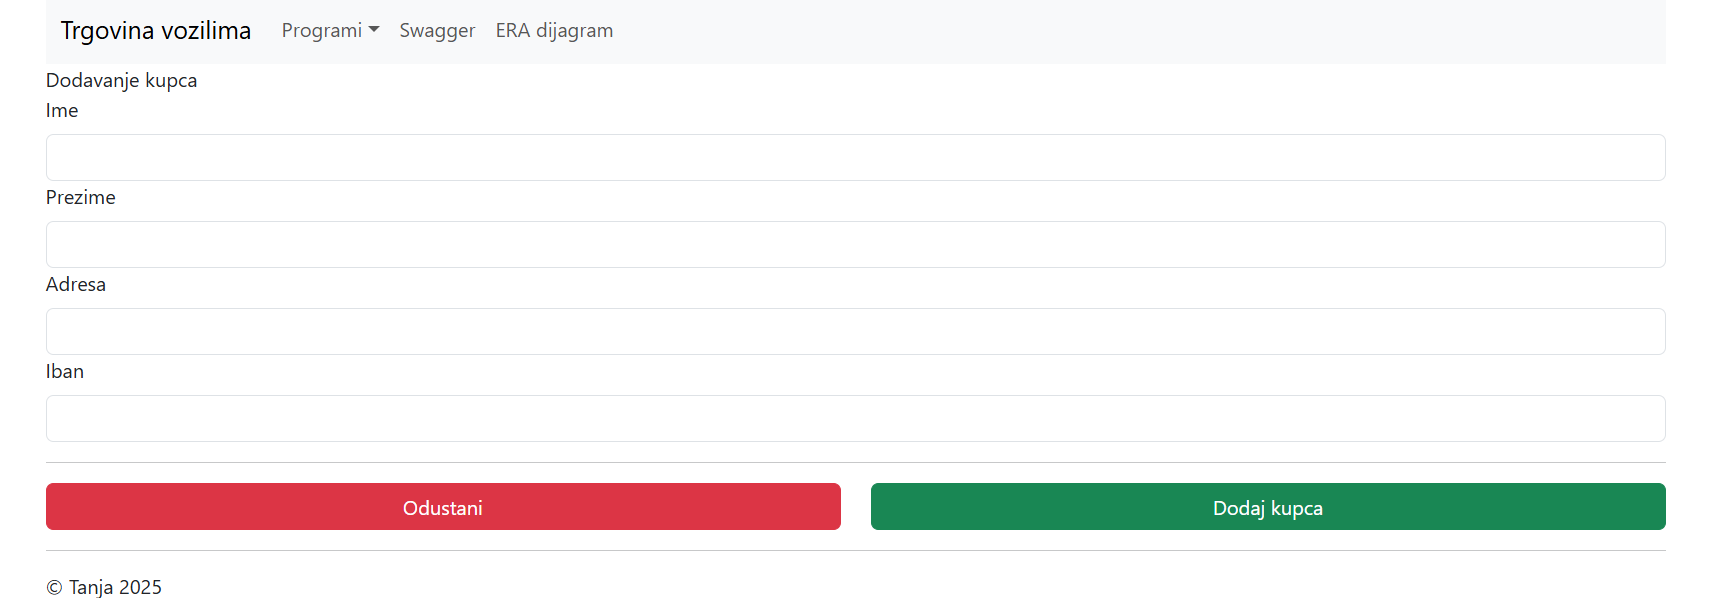 Trgovina vozilima Programi Swagger ERA dijagram
Dodavanje kupca
Ime
Prezime
Adresa
Iban
Odustani Dodaj kupca
© Tanja 2025